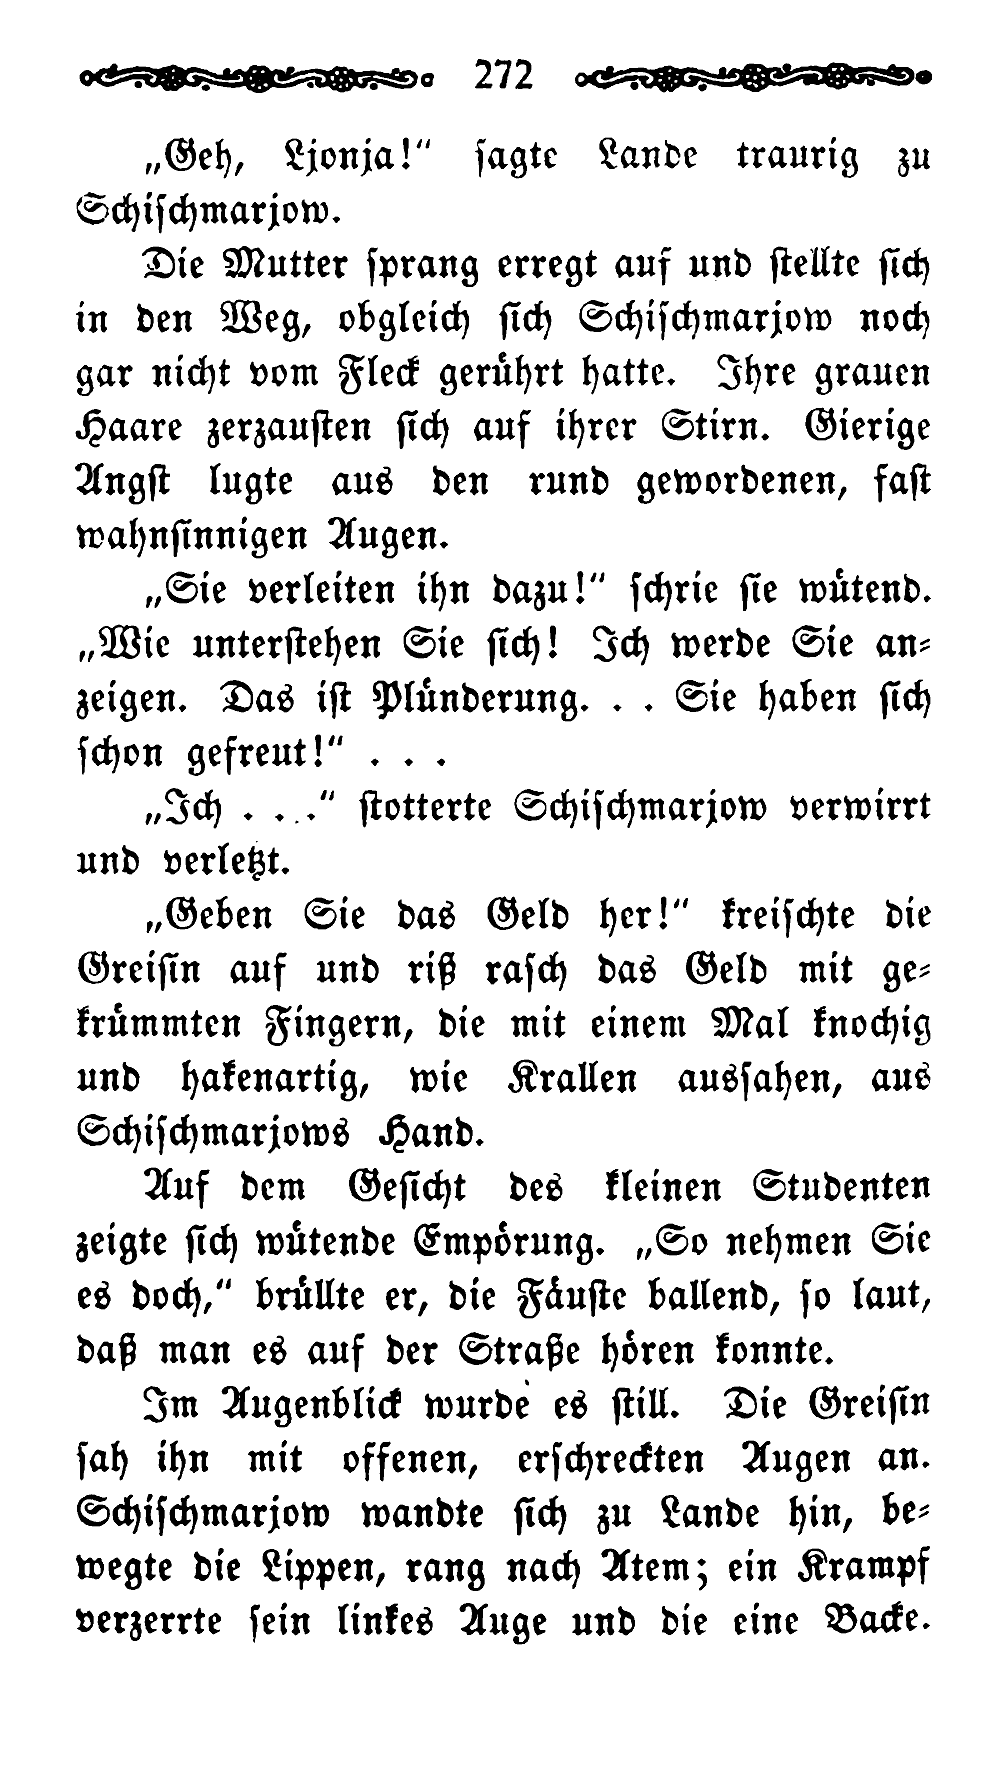 272
„Geh, Ljonja!“ sagte Lande traurig zu
Schischmarjow.
Die Mutter sprang erregt auf und stellte sich
in den Weg, obgleich sich Schischmarjow noch
gar nicht vom Fleck gerührt hatte. Ihre grauen
Haare zerzausten sich auf ihrer Stirn. Gierige
Angst lugte aus den rund gewordenen, fast
wahnsinnigen Augen.
„Sie verleiten ihn dazu!“ schrie sie wütend.
„Wie unterstehen Sie sich! Ich werde Sie an-
zeigen. Das ist Plünderung. . . Sie haben sich
schon gefreut!“ . . .
„Ich . . .“ stotterte Schischmarjow verwirrt
und verletzt.
„Geben Sie das Geld her!“ kreischte die
Greisin auf und riß rasch das Geld mit ge-
krümmten Fingern, die mit einem Mal knochig
und hakenartig, wie Krallen aussahen, aus
Schischmarjows Hand.
Auf dem Gesicht des kleinen Studenten
zeigte sich wütende Empörung. „So nehmen Sie
es doch,“ brüllte er, die Fäuste ballend, so laut,
daß man es auf der Straße hören konnte.
Im Augenblick wurde es still. Die Greisin
sah ihn mit offenen, erschreckten Augen an.
Schischmarjow wandte sich zu Lande hin, be-
wegte die Lippen, rang nach Atem; ein Krampf
verzerrte sein linkes Auge und die eine Backe.